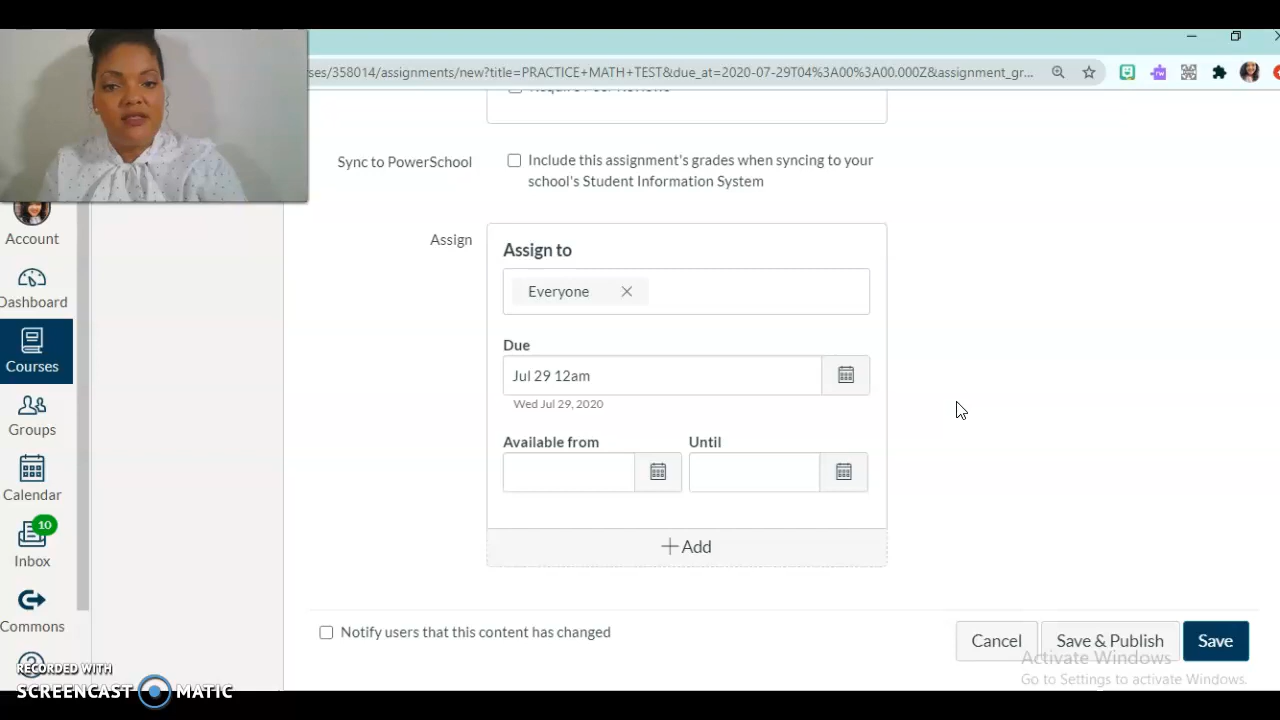 ses/358014/assignments/new?title=PRACTICE+MATH+TEST&due_at=2020-07-29T04%3A00%3A00.000Z&assignment_gr...
Require Peer Reviews
Sync to PowerSchool
Include this assignment's grades when syncing to your
school's Student Information System
Account
Assign
Assign to
Everyone
Dashboard
Due
Courses
Jul 29 12am
Wed Jul 29, 2020
Groups
Available from Until
Calendar
10
Inbox
+ Add
Commons
Notify users that this content has changed
Cancel Save & Publish Save
Activate Windows
Go to Settings to activate Windows.
RECORDED WITH
SCREENCAST MATIC